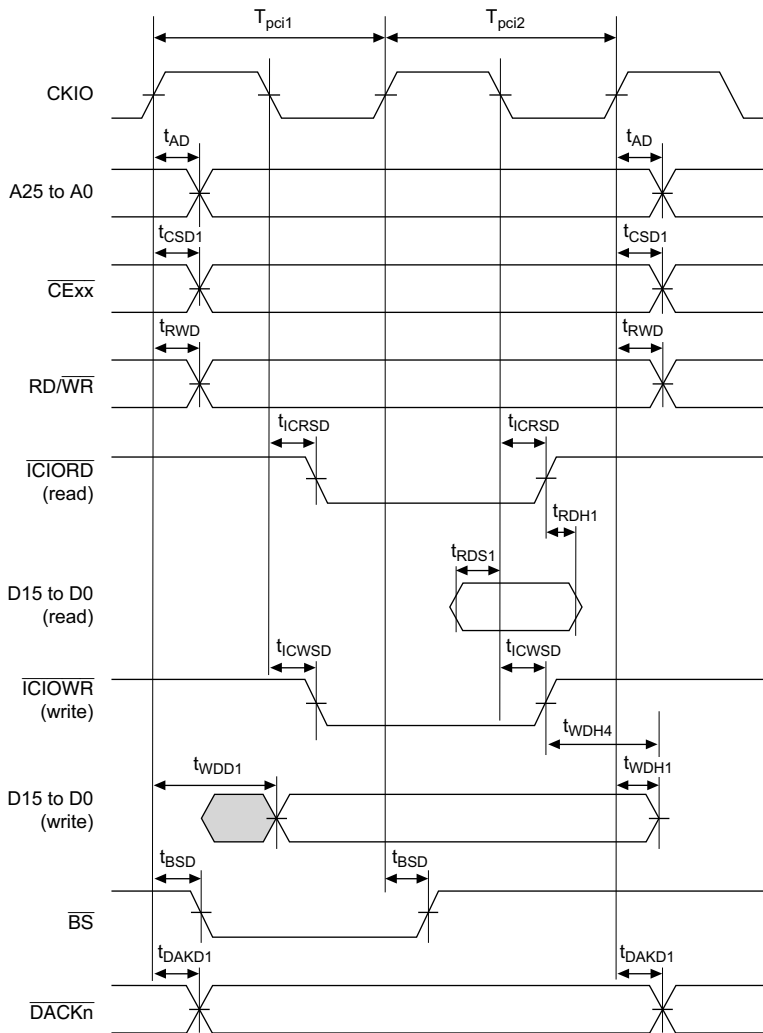 Tpci1 Tpci2
CKIO
tAD tAD
A25 to A0
tCSD1 tCSD1
CExx
tRWD tRWD
RD/WR
tICRSD tICRSD
ICIORD
(read)
tRDH1
tRDS1
D15 to D0
(read)
tICWSD tICWSD
ICIOWR
(write)
tWDH4
tWDD1 tWDH1
D15 to D0
(write)
tBSD tBSD
BS
tDAKD1 tDAKD1
DACKn